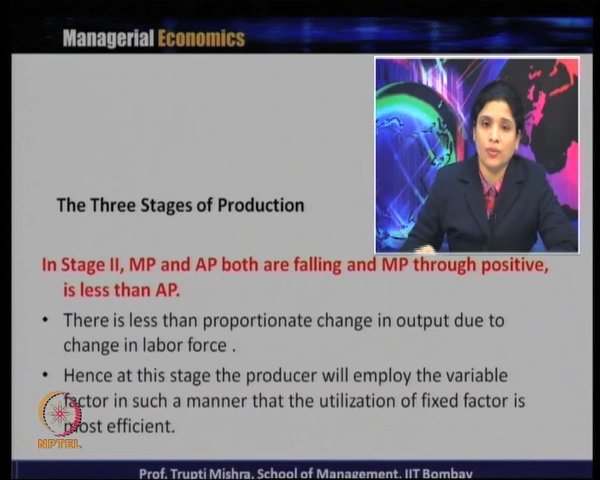 Managerial Economics
The Three Stages of Production
In Stage II, MP and AP both are falling and MP through positive,
is less than AP.
• There is less than proportionate change in output due to
change in labor force .
• Hence at this stage the producer will employ the variable
factor in such a manner that the utilization of fixed factor is
most efficient.
NPTEL
Prof. Trupti Mishra, School of Management, IIT Bombay